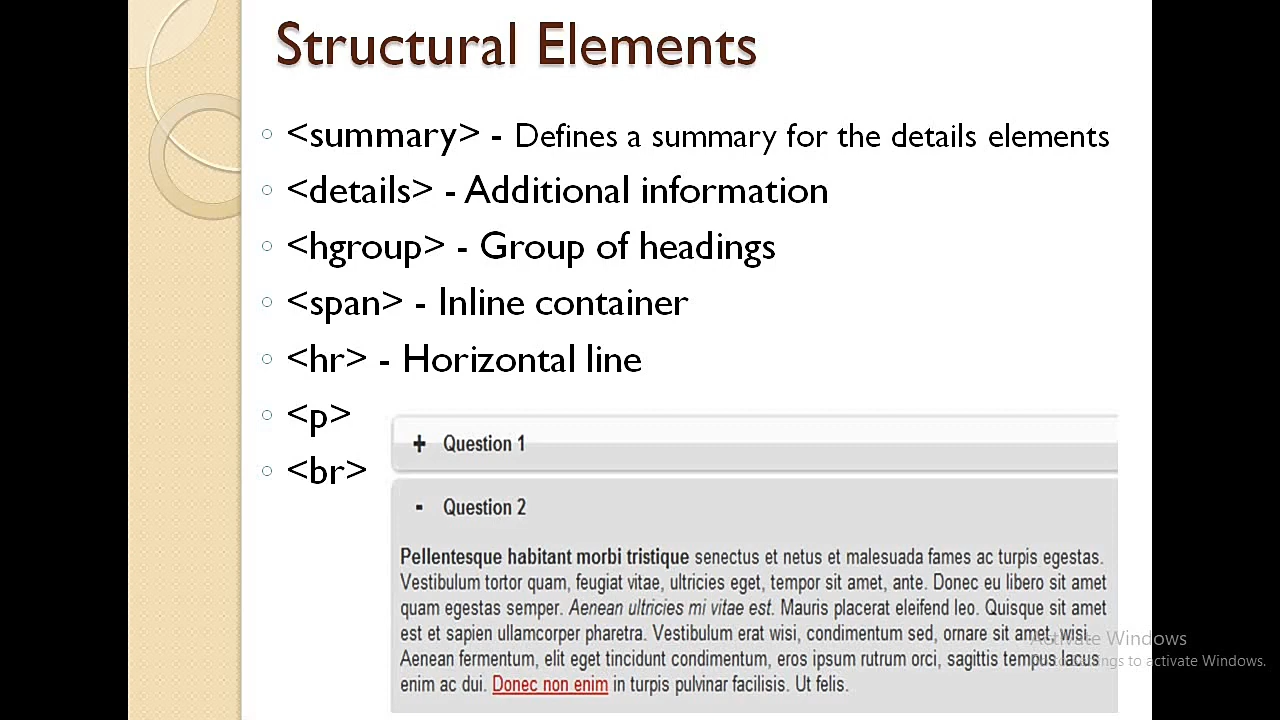 Structural Elements
<summary> - Defines a summary for the details elements
<details> - Additional information
<hgroup> - Group of headings
<span> - Inline container
<hr> - Horizontal line
<p>
<br>
+ Question 1
- Question 2
Pellentesque habitant morbi tristique senectus et netus et malesuada fames ac turpis egestas.
Vestibulum tortor quam, feugiat vitae, ultricies eget, tempor sit amet, ante. Donec eu libero sit amet
quam egestas semper. Aenean ultricies mi vitae est. Mauris placerat eleifend leo. Quisque sit amet
est et sapien ullamcorper pharetra. Vestibulum erat wisi, condimentum sed, ornare sit amet, wisi.
Aenean fermentum, elit eget tincidunt condimentum, eros ipsum rutrum orci, sagittis tempus lacus
enim ac dui. Donec non enim in turpis pulvinar facilisis. Ut felis.
Activate Windows
to activate Windows.